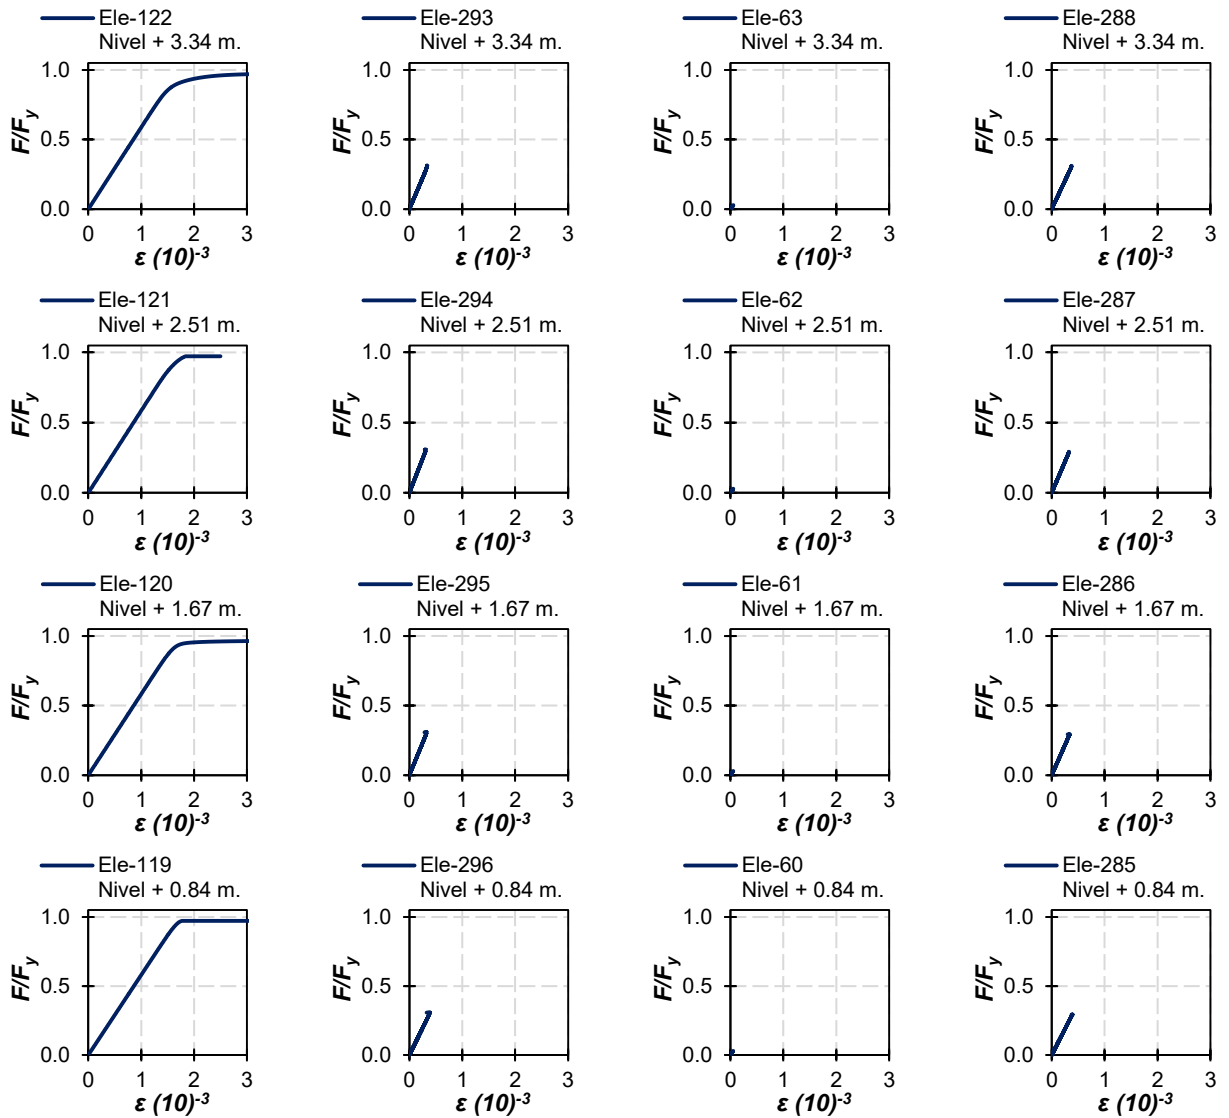 Ele-122
Nivel + 3.34 m.
1.0
0.5
0.0
F/Fy
0 1 2 3
ε (10)-3
Ele-293
Nivel + 3.34 m.
1.0
0.5
0.0
F/Fy
0 1 2 3
ε (10)-3
Ele-63
Nivel + 3.34 m.
1.0
0.5
0.0
F/Fy
0 1 2 3
ε (10)-3
Ele-288
Nivel + 3.34 m.
1.0
0.5
0.0
F/Fy
0 1 2 3
ε (10)-3
Ele-121
Nivel + 2.51 m.
1.0
0.5
0.0
F/Fy
0 1 2 3
ε (10)-3
Ele-294
Nivel + 2.51 m.
1.0
0.5
0.0
F/Fy
0 1 2 3
ε (10)-3
Ele-62
Nivel + 2.51 m.
1.0
0.5
0.0
F/Fy
0 1 2 3
ε (10)-3
Ele-287
Nivel + 2.51 m.
1.0
0.5
0.0
F/Fy
0 1 2 3
ε (10)-3
Ele-120
Nivel + 1.67 m.
1.0
0.5
0.0
F/Fy
0 1 2 3
ε (10)-3
Ele-295
Nivel + 1.67 m.
1.0
0.5
0.0
F/Fy
0 1 2 3
ε (10)-3
Ele-61
Nivel + 1.67 m.
1.0
0.5
0.0
F/Fy
0 1 2 3
ε (10)-3
Ele-286
Nivel + 1.67 m.
1.0
0.5
0.0
F/Fy
0 1 2 3
ε (10)-3
Ele-119
Nivel + 0.84 m.
1.0
0.5
0.0
F/Fy
0 1 2 3
ε (10)-3
Ele-296
Nivel + 0.84 m.
1.0
0.5
0.0
F/Fy
0 1 2 3
ε (10)-3
Ele-60
Nivel + 0.84 m.
1.0
0.5
0.0
F/Fy
0 1 2 3
ε (10)-3
Ele-285
Nivel + 0.84 m.
1.0
0.5
0.0
F/Fy
0 1 2 3
ε (10)-3